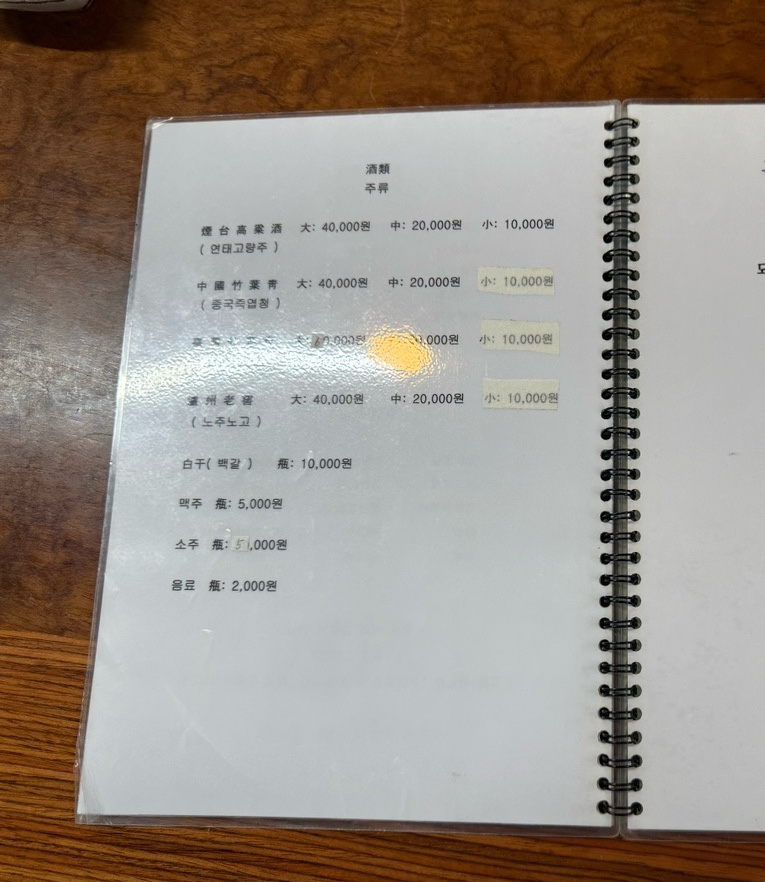 酒類
주류
煙台高粱酒 大: 40,000원 中: 20,000원 小: 10,000원
( 연태고량주 )
中國竹葉靑 大: 40,000원 中: 20,000원 小: 10,000원
( 중국죽엽청 )
小: 10,000원
州老窖 大: 40,000원 中: 20,000원 小: 10,000원
( 노주노고 )
白干( 백갈 ) 瓶: 10,000원
맥주 瓶: 5,000원
소주 瓶: 5,000원
음료 瓶: 2,000원